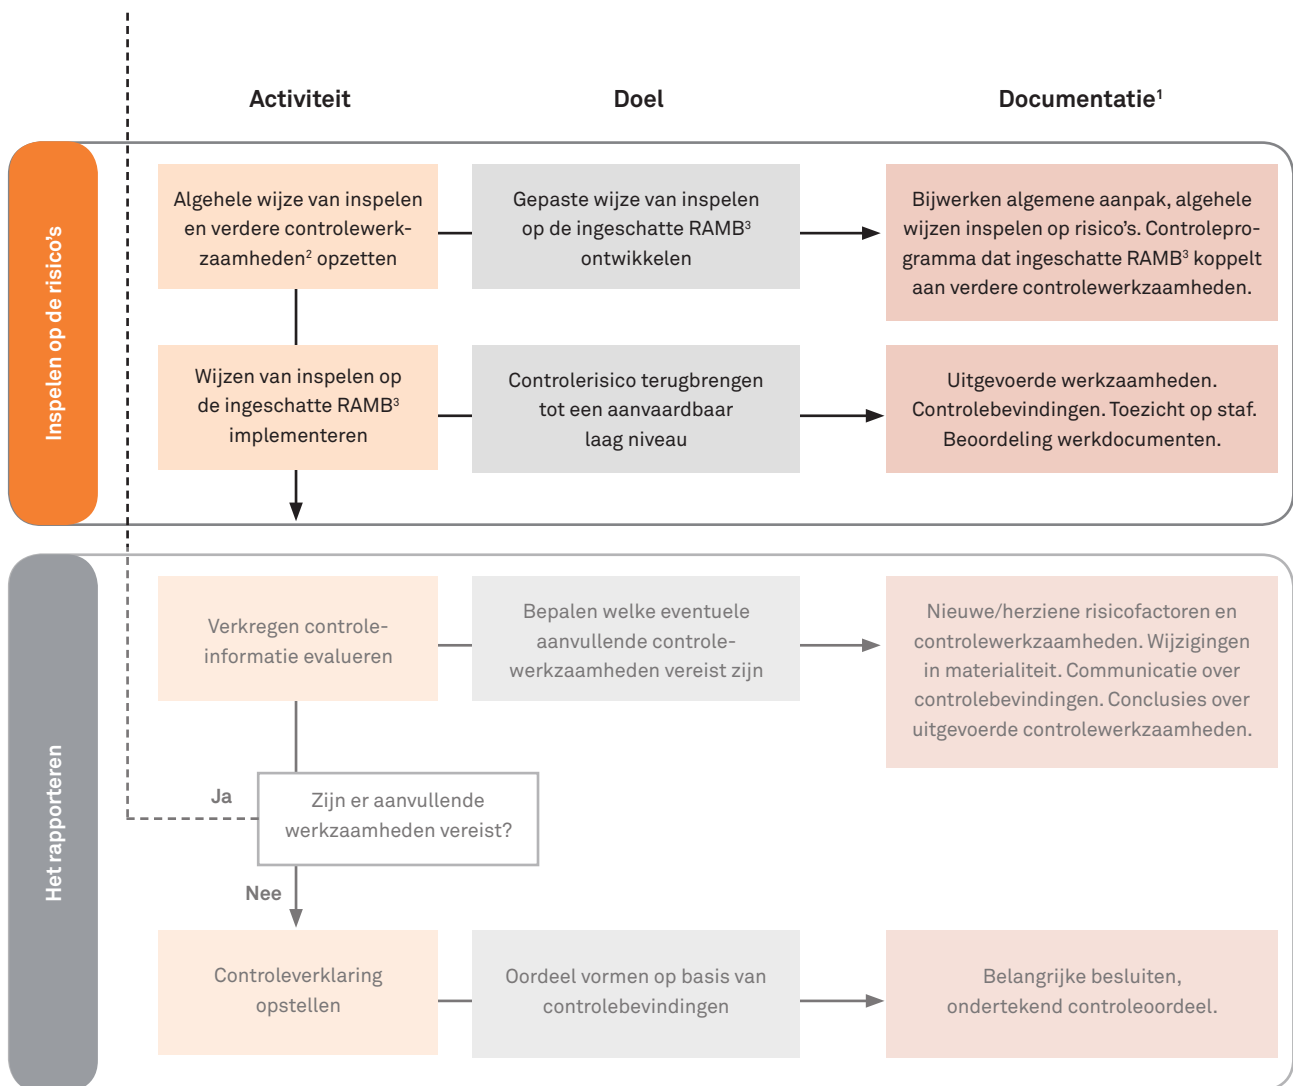 Activiteit
Doel
Documentatie¹
Inspelen op de risico's
Algehele wijze van inspelen
en verdere controlewerk-
zaamheden² opzetten
Gepaste wijze van inspelen
op de ingeschatte RAMB³
ontwikkelen
Bijwerken algemene aanpak, algehele
wijzen inspelen op risico's. Controlepro-
gramma dat ingeschatte RAMB³ koppelt
aan verdere controlewerkzaamheden.
Wijzen van inspelen op
de ingeschatte RAMB³
implementeren
Controlerisico terugbrengen
tot een aanvaardbaar
laag niveau
Uitgevoerde werkzaamheden.
Controlebevindingen. Toezicht op staf.
Beoordeling werkdocumenten.
Het rapporteren
Verkregen controle-
informatie evalueren
Bepalen welke eventuele
aanvullende controle-
werkzaamheden vereist zijn
Nieuwe/herziene risicofactoren en
controlewerkzaamheden. Wijzigingen
in materialiteit. Communicatie over
controlebevindingen. Conclusies over
uitgevoerde controlewerkzaamheden.
Ja
Zijn er aanvullende
werkzaamheden vereist?
Nee
Controleverklaring
opstellen
Oordeel vormen op basis van
controlebevindingen
Belangrijke besluiten,
ondertekend controleoordeel.